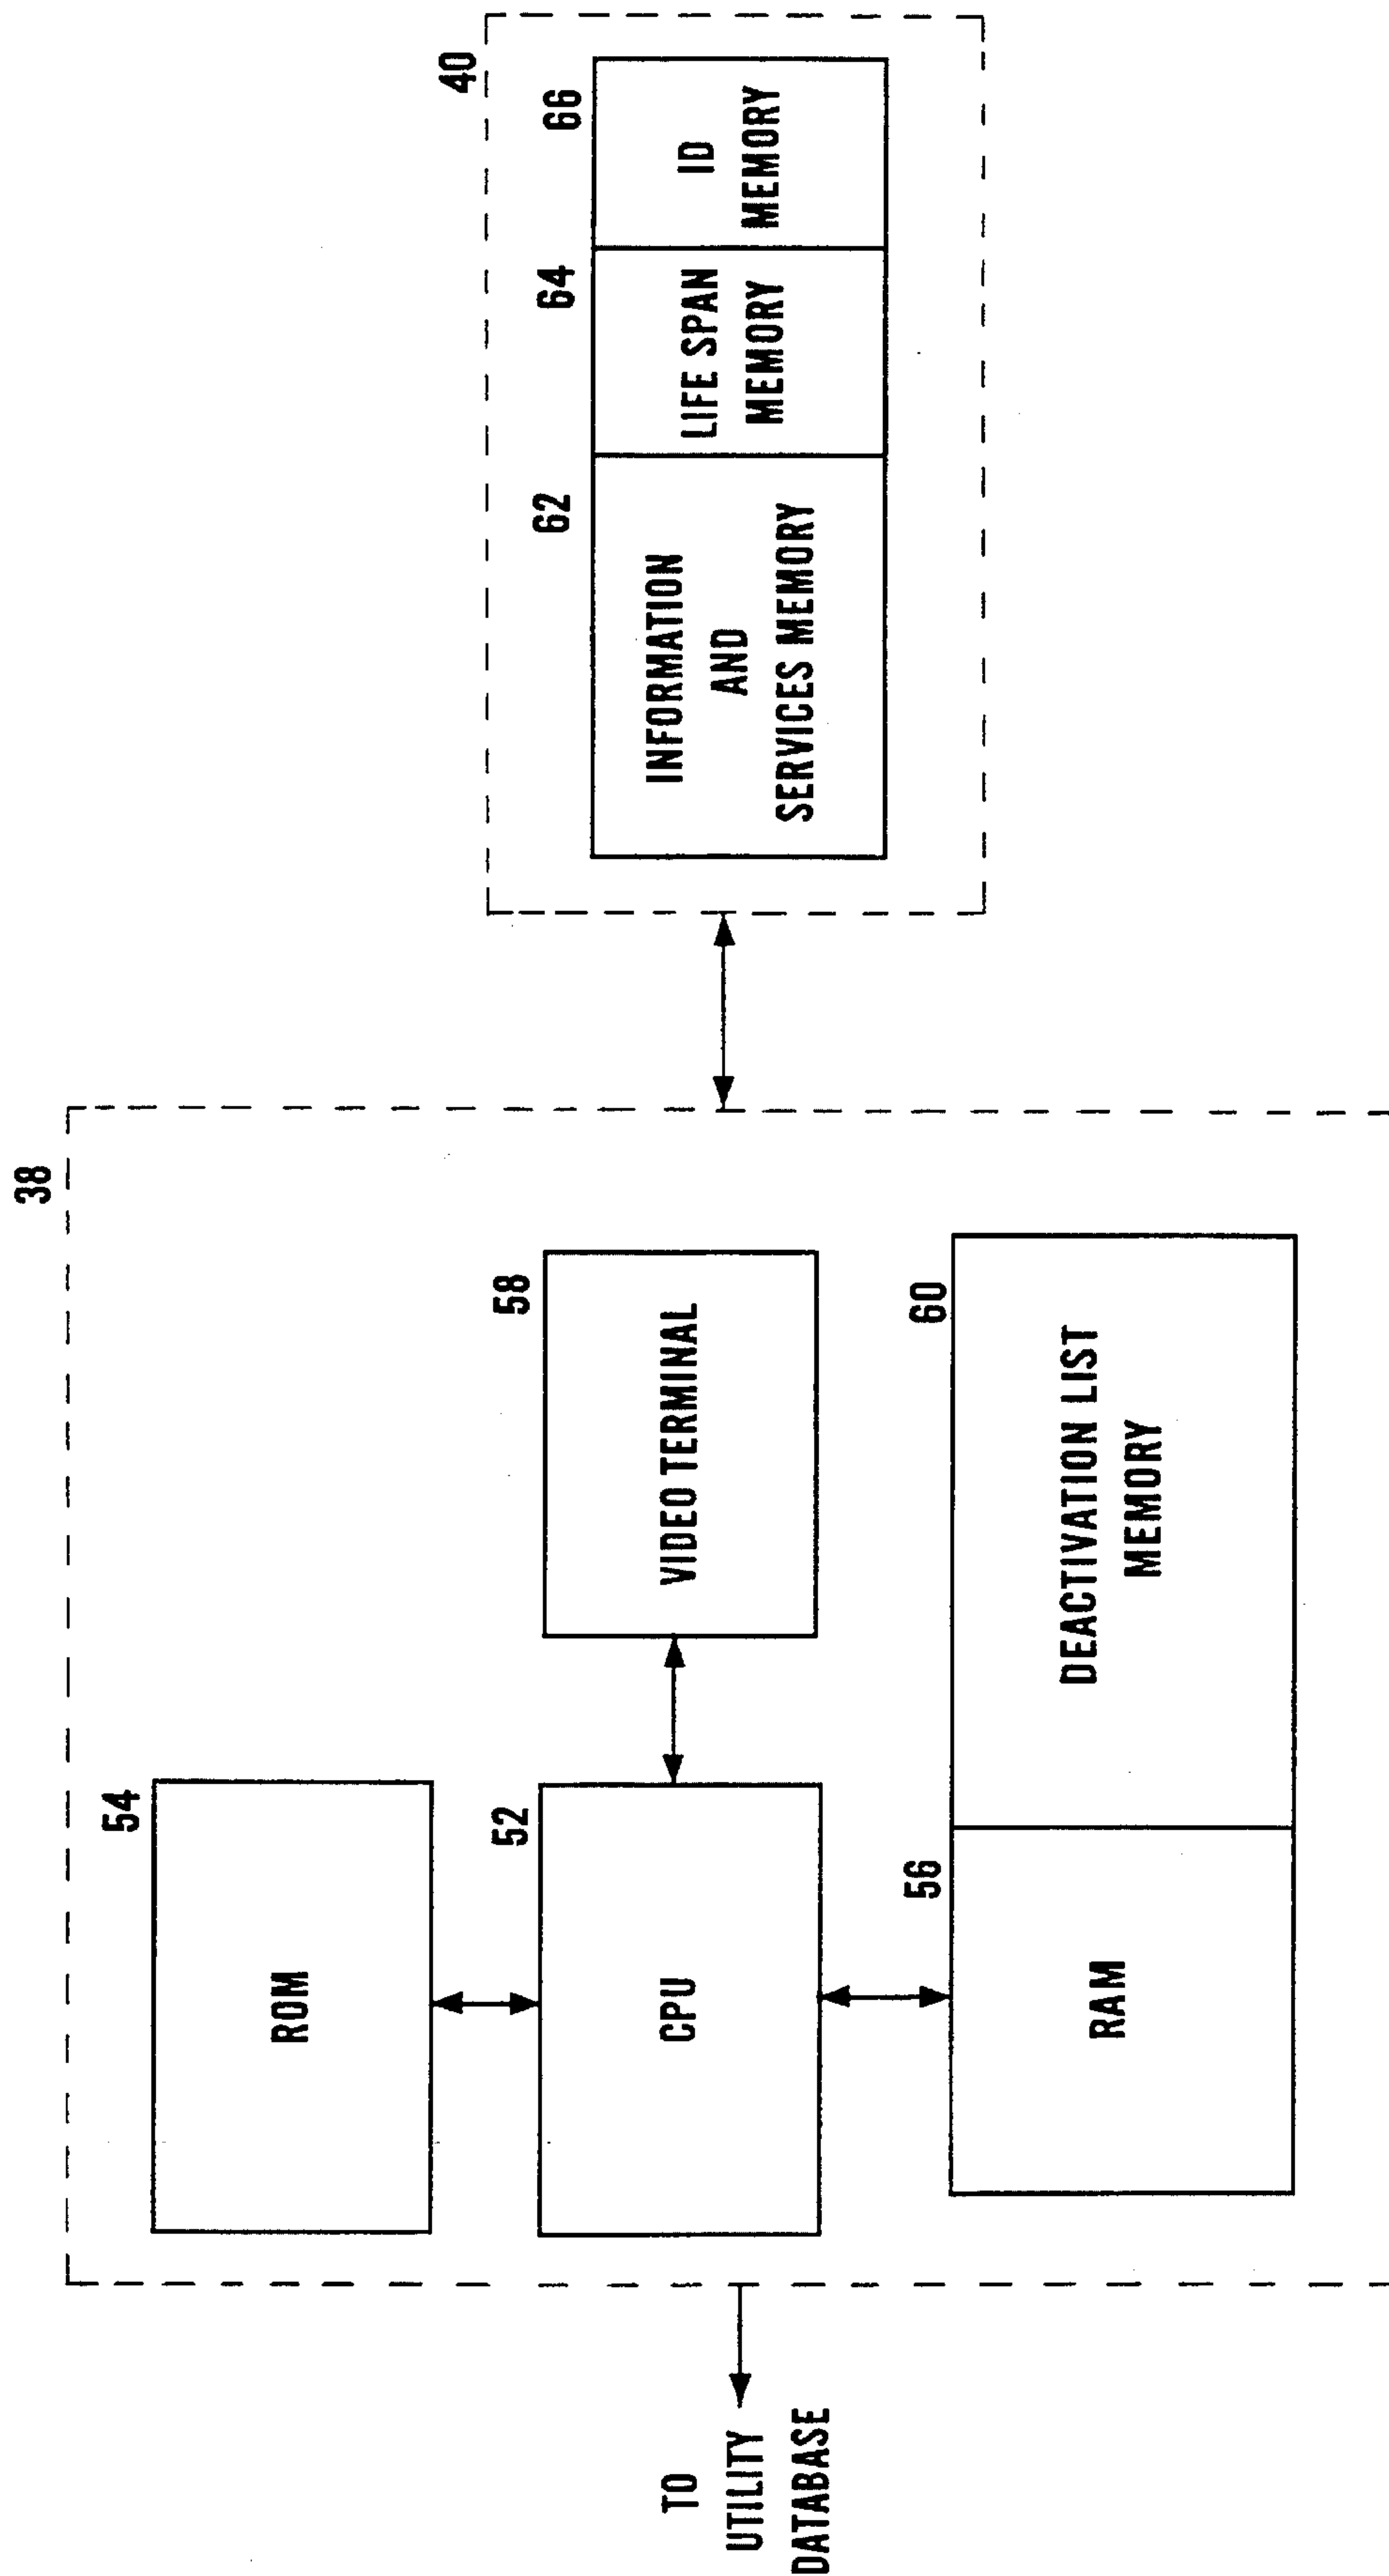 38
54
ROM
52
CPU
58
VIDEO TERMINAL
56
RAM
60
DEACTIVATION LIST
MEMORY
TO
UTILITY
DATABASE
40
62
INFORMATION
AND
SERVICES MEMORY
64
LIFE SPAN
MEMORY
66
ID
MEMORY